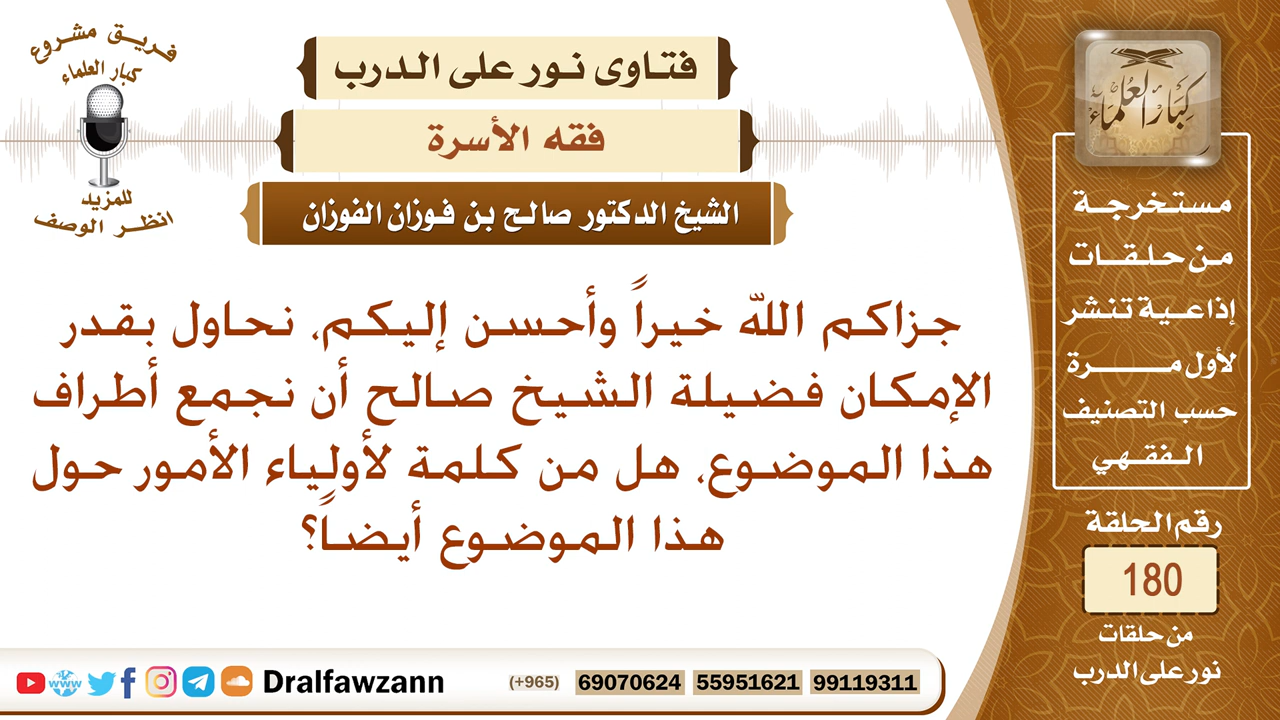 فريق مشروع
كبار العلماء
للمزيد
انظر الوصف
فتاوى نور على الدرب
فقه الأسرة
الشيخ الدكتور صالح بن فوزان الفوزان
جزاكم الله خيراً وأحسن إليكم، نحاول بقدر
الإمكان فضيلة الشيخ صالح أن نجمع أطراف
هذا الموضوع، هل من كلمة لأولياء الأمور حول
هذا الموضوع أيضاً؟
كبار العلماء
مستخرجة
من حلقات
إذاعية تنشر
لأول مرة
حسب التصنيف
الفقهي
رقم الحلقة
180
من حلقات
نور على الدرب
www Dralfawzann (+965) 69070624 55951621 99119311